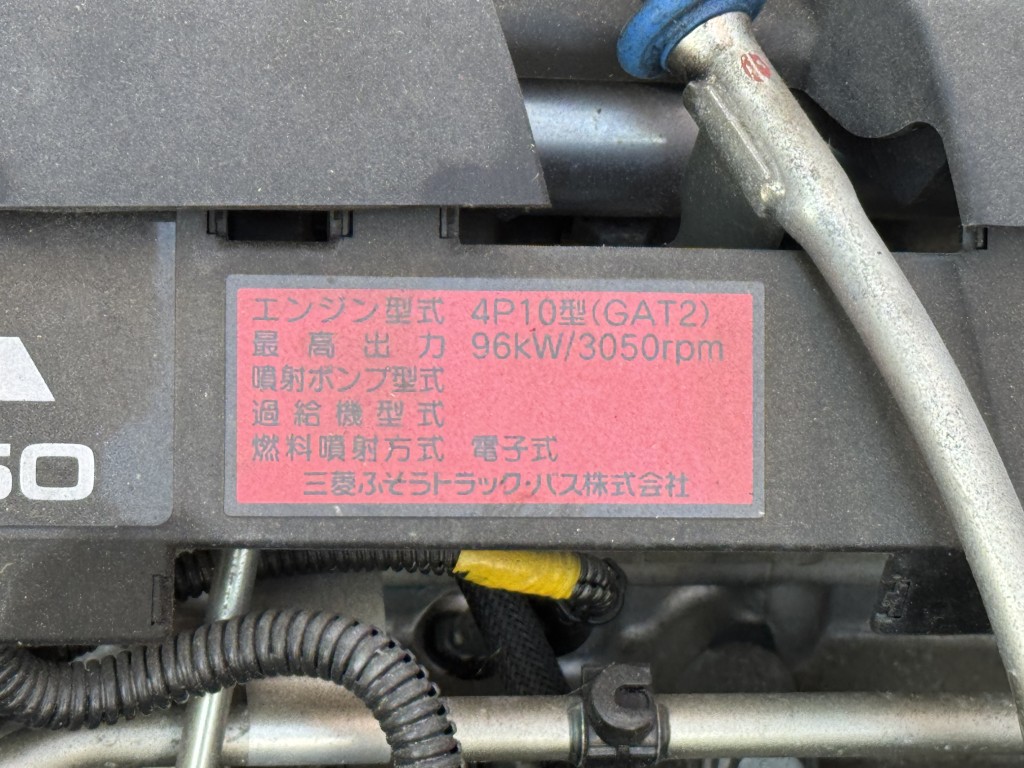 エンジン型式 4P10型(GAT2)
最高出力 96kW/3050rpm
噴射ポンプ型式
過給機型式
燃料噴射方式 電子式
三菱ふそうトラック・バス株式会社